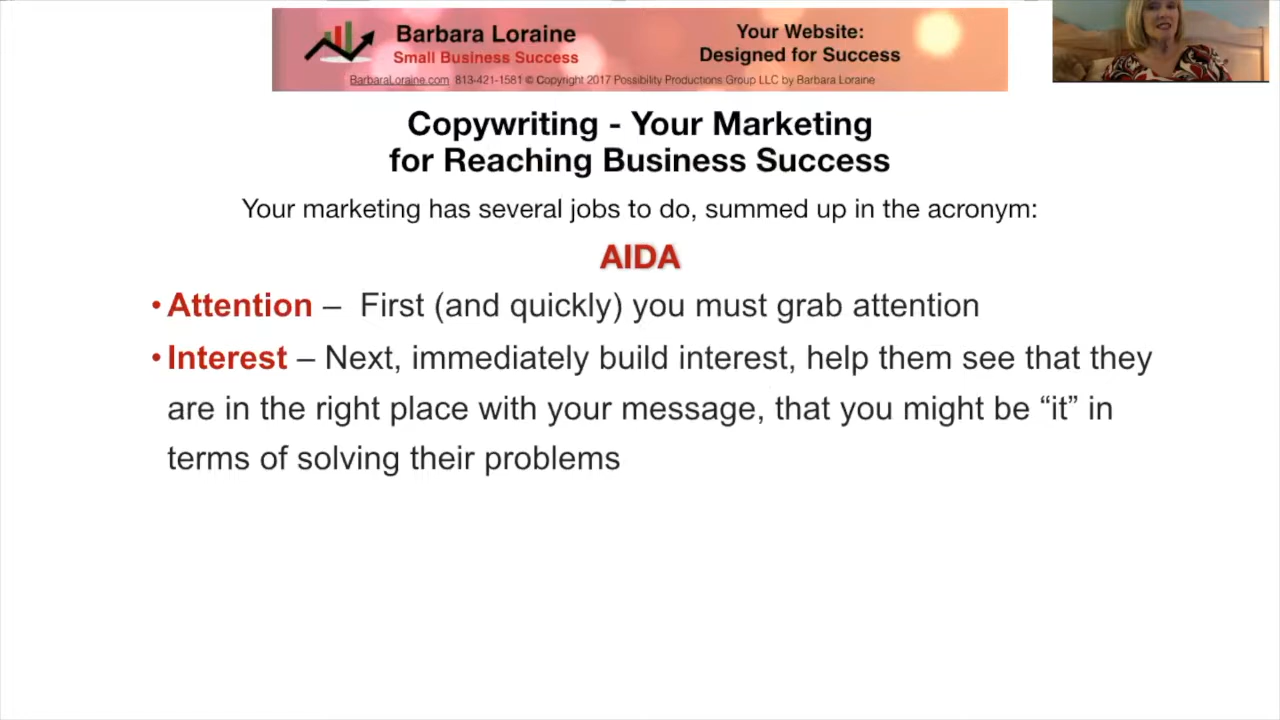 Barbara Loraine
Small Business Success
Your Website:
Designed for Success
BarbaraLoraine.com 813-421-1581 © Copyright 2017 Possibility Productions Group LLC by Barbara Loraine
Copywriting - Your Marketing
for Reaching Business Success
Your marketing has several jobs to do, summed up in the acronym:
AIDA
• Attention – First (and quickly) you must grab attention
• Interest – Next, immediately build interest, help them see that they
are in the right place with your message, that you might be “it” in
terms of solving their problems